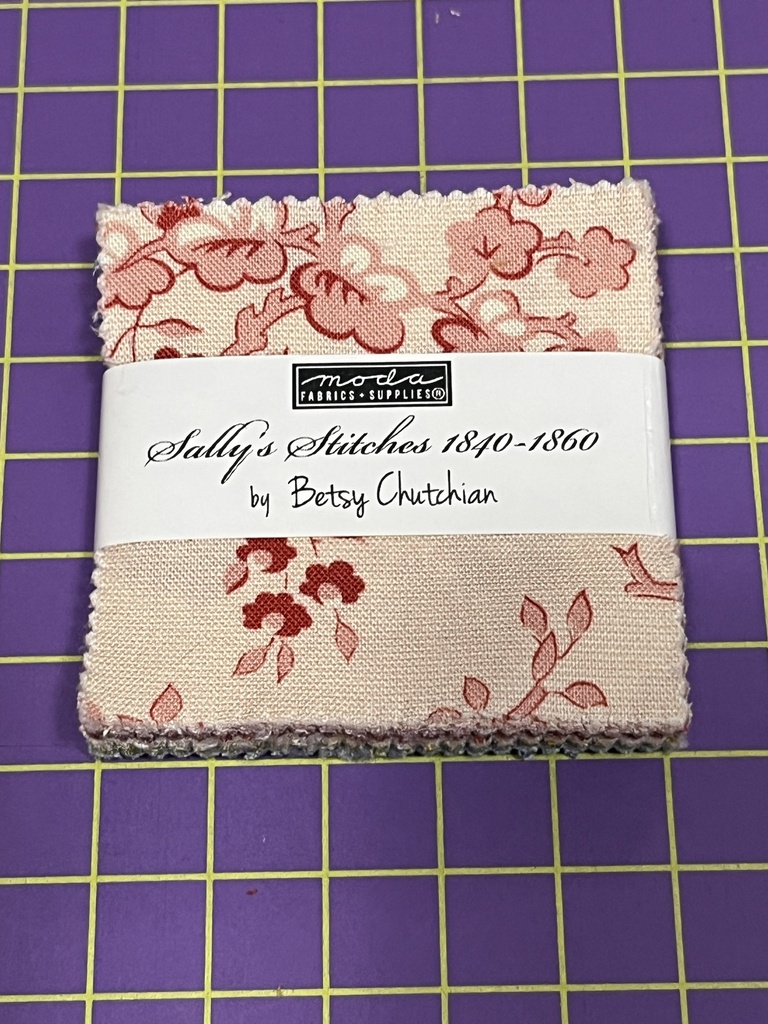 moda
FABRICS + SUPPLIES®
Sally's Stitches 1840-1860
by Betsy Chutchian